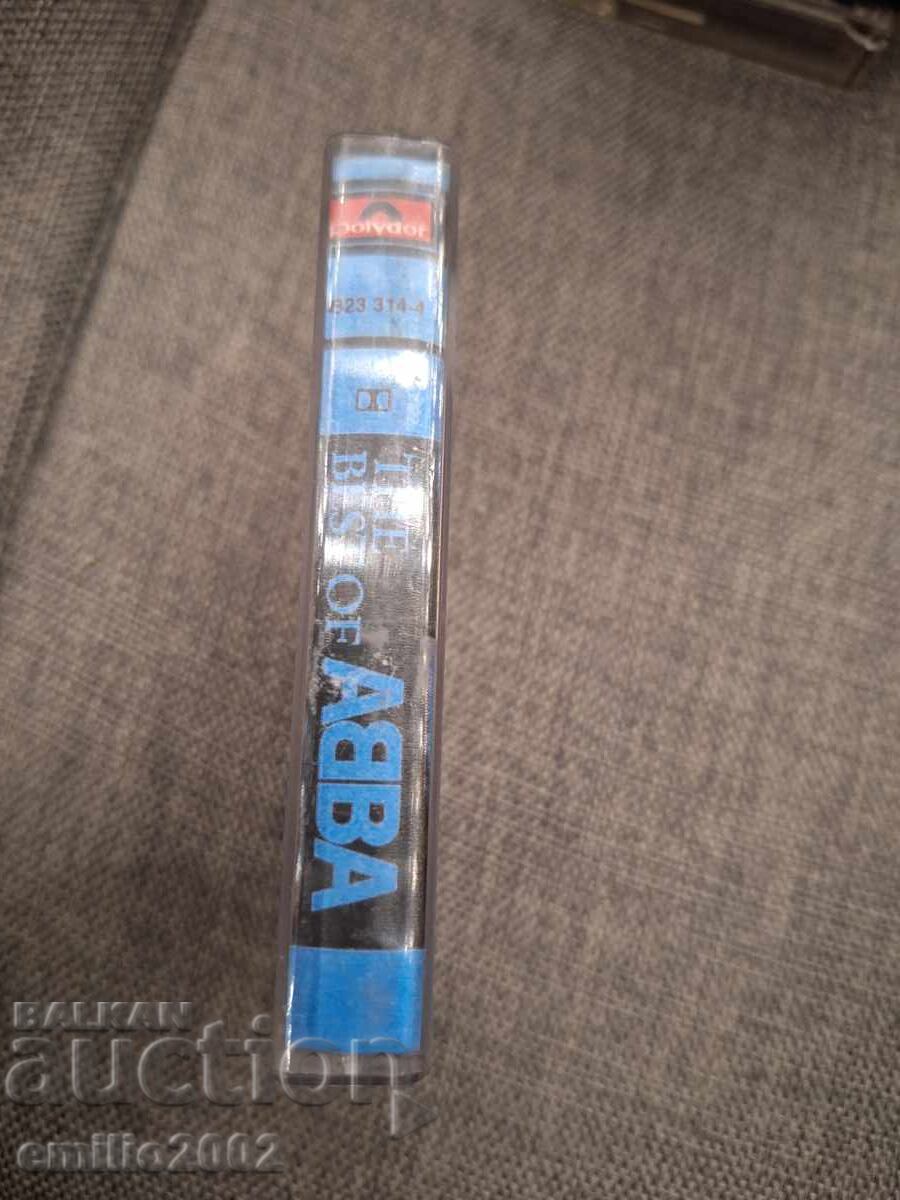 polydor
823 314-4
THE
BEST OF
ABBA
BALKAN
auction
emilio2002